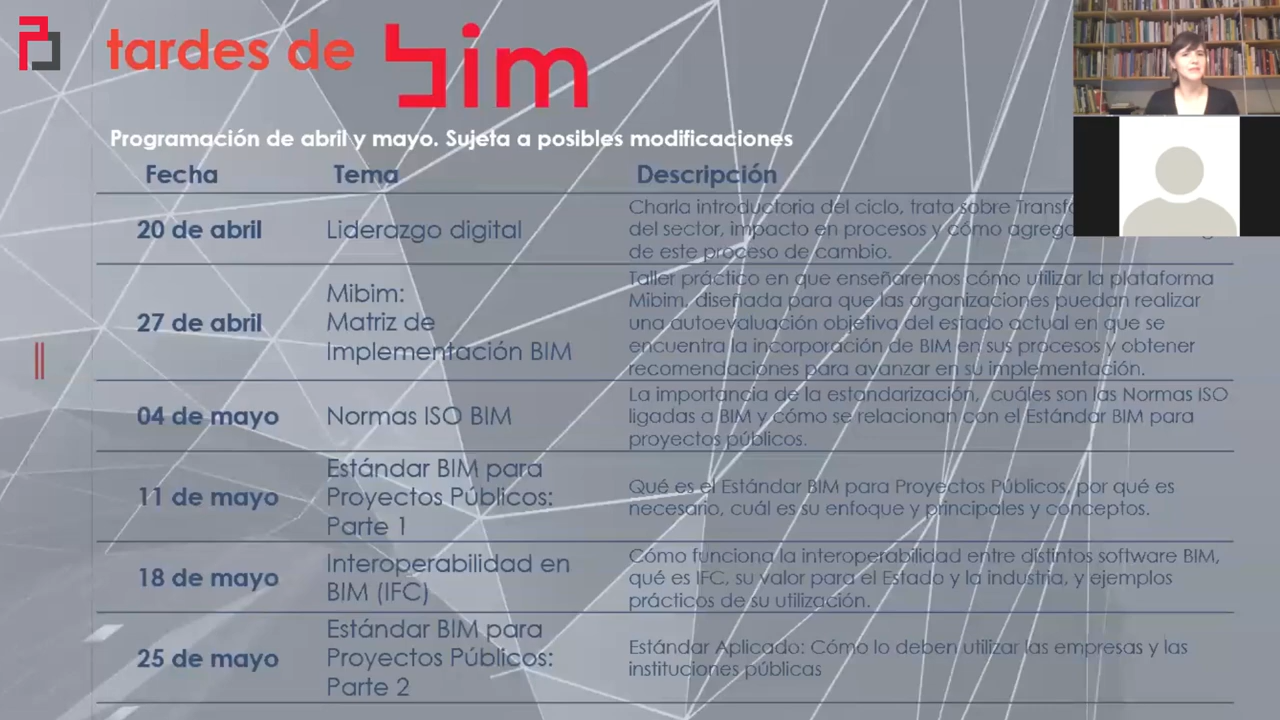 tardes de bim
Programación de abril y mayo. Sujeta a posibles modificaciones
Fecha Tema Descripción
20 de abril Liderazgo digital
Charla introductoria del ciclo, trata sobre
del sector, impacto en procesos y cómo
de este proceso de cambio.
27 de abril
Mibim:
Matriz de
Implementación BIM
Taller práctico en que enseñaremos cómo utilizar la plataforma
Mibim, diseñada para que las organizaciones puedan realizar
una autoevaluación objetiva del estado actual en que se
encuentra la incorporación de BIM en sus procesos y obtener
recomendaciones para avanzar en su implementación.
04 de mayo Normas ISO BIM
La importancia de la estandarización, cuáles son las Normas ISO
ligadas a BIM y cómo se relacionan con el Estándar BIM para
proyectos públicos.
11 de mayo
Estándar BIM para
Proyectos Públicos:
Parte 1
Qué es el Estándar BIM para Proyectos Públicos, por qué es
necesario, cuál es su enfoque y principales y conceptos.
18 de mayo
Interoperabilidad en
BIM (IFC)
Cómo funciona la interoperabilidad entre distintos software BIM,
qué es IFC, su valor para el Estado y la industria, y ejemplos
prácticos de su utilización.
25 de mayo
Estándar BIM para
Proyectos Públicos:
Parte 2
Estándar Aplicado: Cómo lo deben utilizar las empresas y las
instituciones públicas